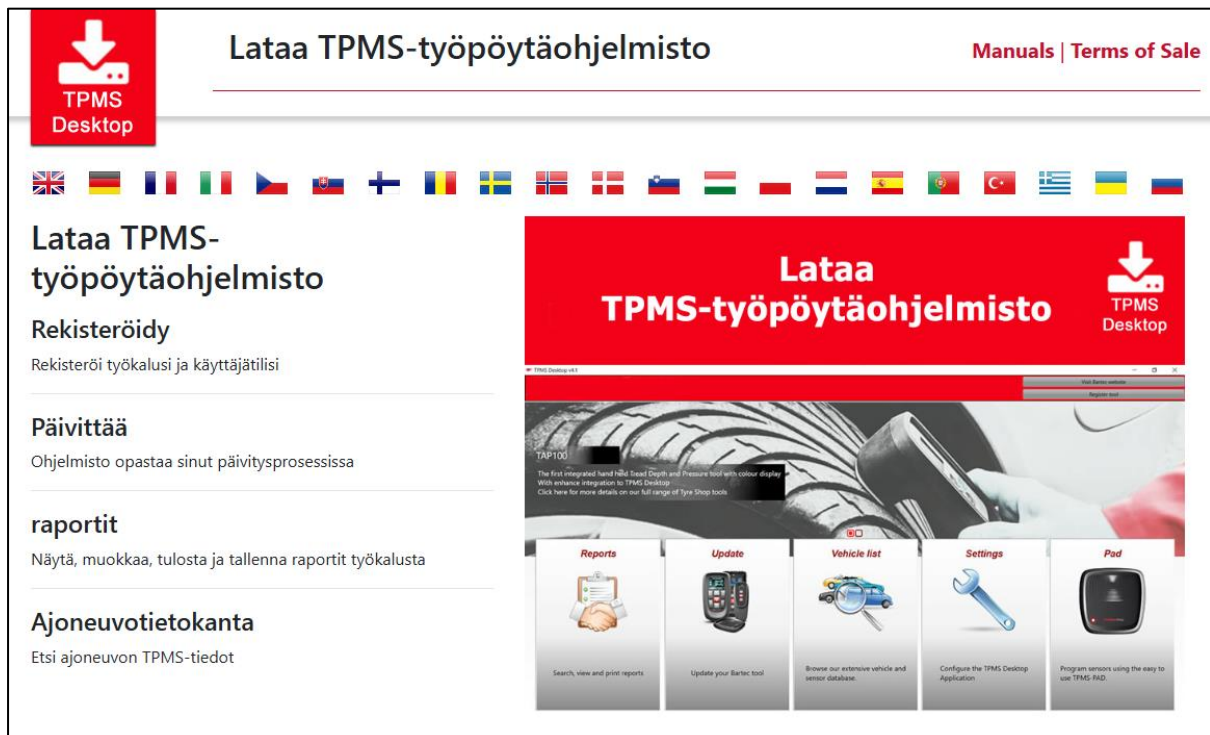 TPMS
Desktop
Lataa TPMS-työpöytäohjelmisto
Manuals | Terms of Sale
Lataa TPMS-
työpöytäohjelmisto
Rekisteröidy
Rekisteröi työkalusi ja käyttäjätilisi
Päivittää
Ohjelmisto opastaa sinut päivitysprosessissa
raportit
Näytä, muokkaa, tulosta ja tallenna raportit työkalusta
Ajoneuvotietokanta
Etsi ajoneuvon TPMS-tiedot
Lataa
TPMS-työpöytäohjelmisto
TPMS
Desktop
Visit Bartec website
Register tool
TAP100
The first integrated hand held Tread Depth and Pressure tool with colour display
With enhance integration to TPMS Desktop
Click here for more details on our full range of Tyre Shop tools
Reports
Search, view and print reports
Update
Update your Bartec tool
Vehicle list
Browse our extensive vehicle and
sensor database.
Settings
Configure the TPMS Desktop
Application
Pad
Program sensors using the easy to
use TPMS-PAD.